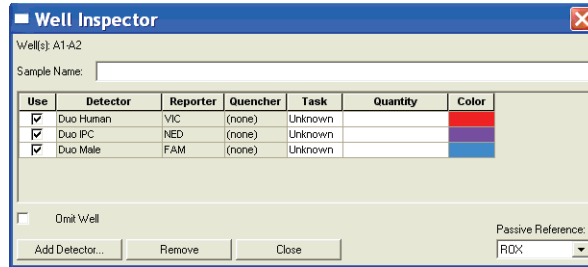 Well Inspector
Well(s): A1-A2
Sample Name:
Use Detector Reporter Quencher Task Quantity Color
Duo Human VIC (none) Unknown
Duo IPC NED (none) Unknown
Duo Male FAM (none) Unknown
Omit Well
Passive Reference:
Add Detector... Remove Close ROX